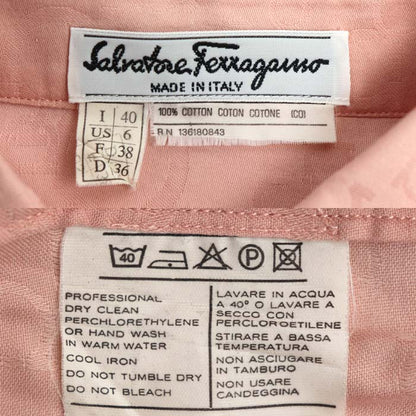 Salvatore Ferragamo
MADE IN ITALY
I 40
US 6
F 38
D 36
100% COTTON COTON COTONE (CO)
R.N 136180843
40 P
PROFESSIONAL
DRY CLEAN
PERCHLORETHYLENE
OR HAND WASH
IN WARM WATER
COOL IRON
DO NOT TUMBLE DRY
DO NOT BLEACH
LAVARE IN ACQUA
A 40° O LAVARE A
SECCO CON
PERCLOROETILENE
STIRARE A BASSA
TEMPERATURA
NON ASCIUGARE
IN TAMBURO
NON USARE
CANDEGGINA